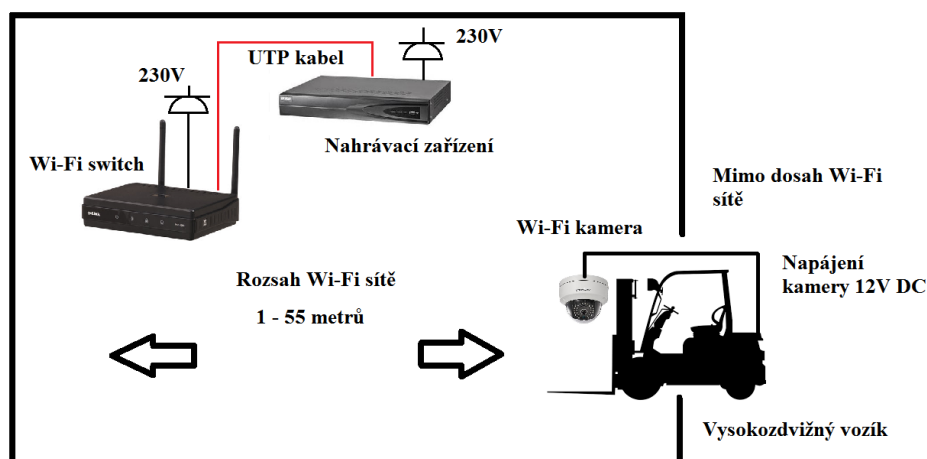 230V
UTP kabel
230V
Nahrávací zařízení
Wi-Fi switch
Mimo dosah Wi-Fi
sítě
Wi-Fi kamera
Napájení
kamery 12V DC
Rozsah Wi-Fi sítě
1 - 55 metrů
Vysokozdvižný vozík